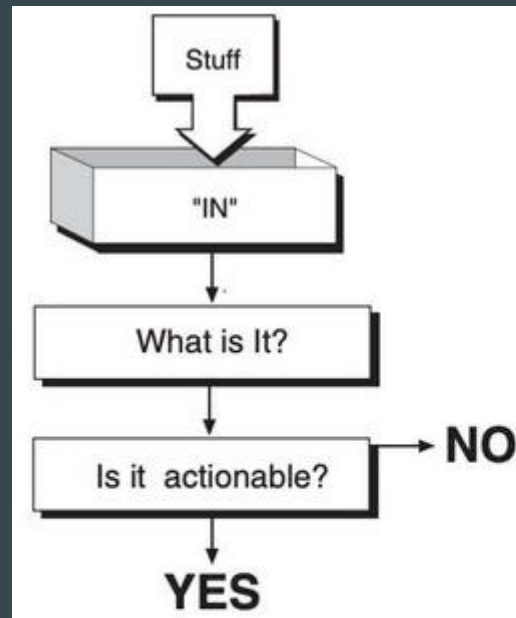 Stuff
"IN"
What is It?
Is it actionable?
NO
YES